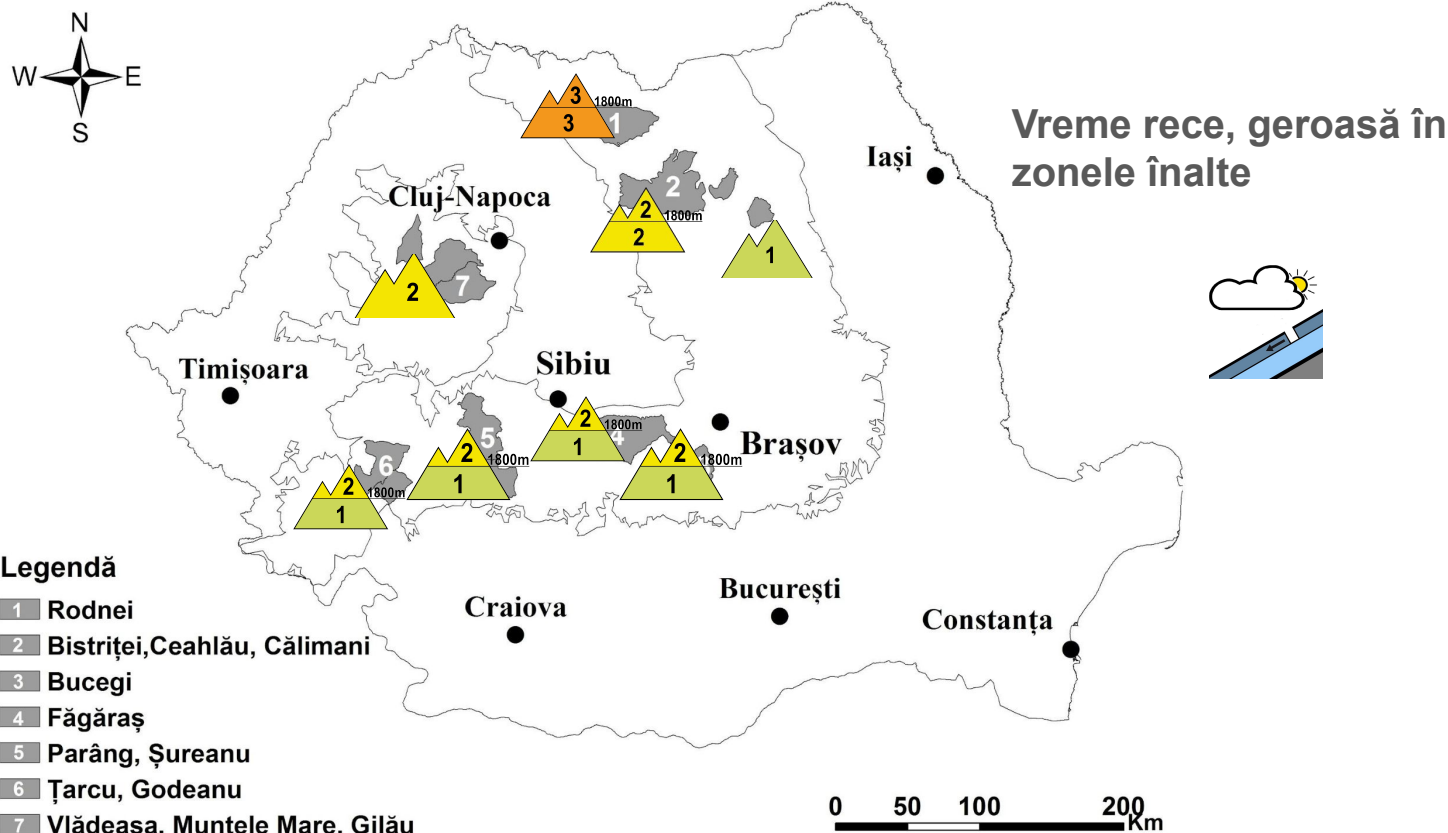 N
W E
S
3 1800m
3
1
Vreme rece, geroasă în
zonele înalte
Iași
Cluj-Napoca
2
2 1800m
2
1
7
2
Timișoara
Sibiu
2 1800m
1
4
Brașov
5
2 1800m
1
2 1800m
1
6
2 1800m
1
Legendă
1 Rodnei
2 Bistriței,Ceahlău, Călimani
3 Bucegi
4 Făgăraș
5 Parâng, Șureanu
6 Țarcu, Godeanu
7 Vlădeasa, Muntele Mare, Gilău
Craiova
București
Constanța
0 50 100 200
Km